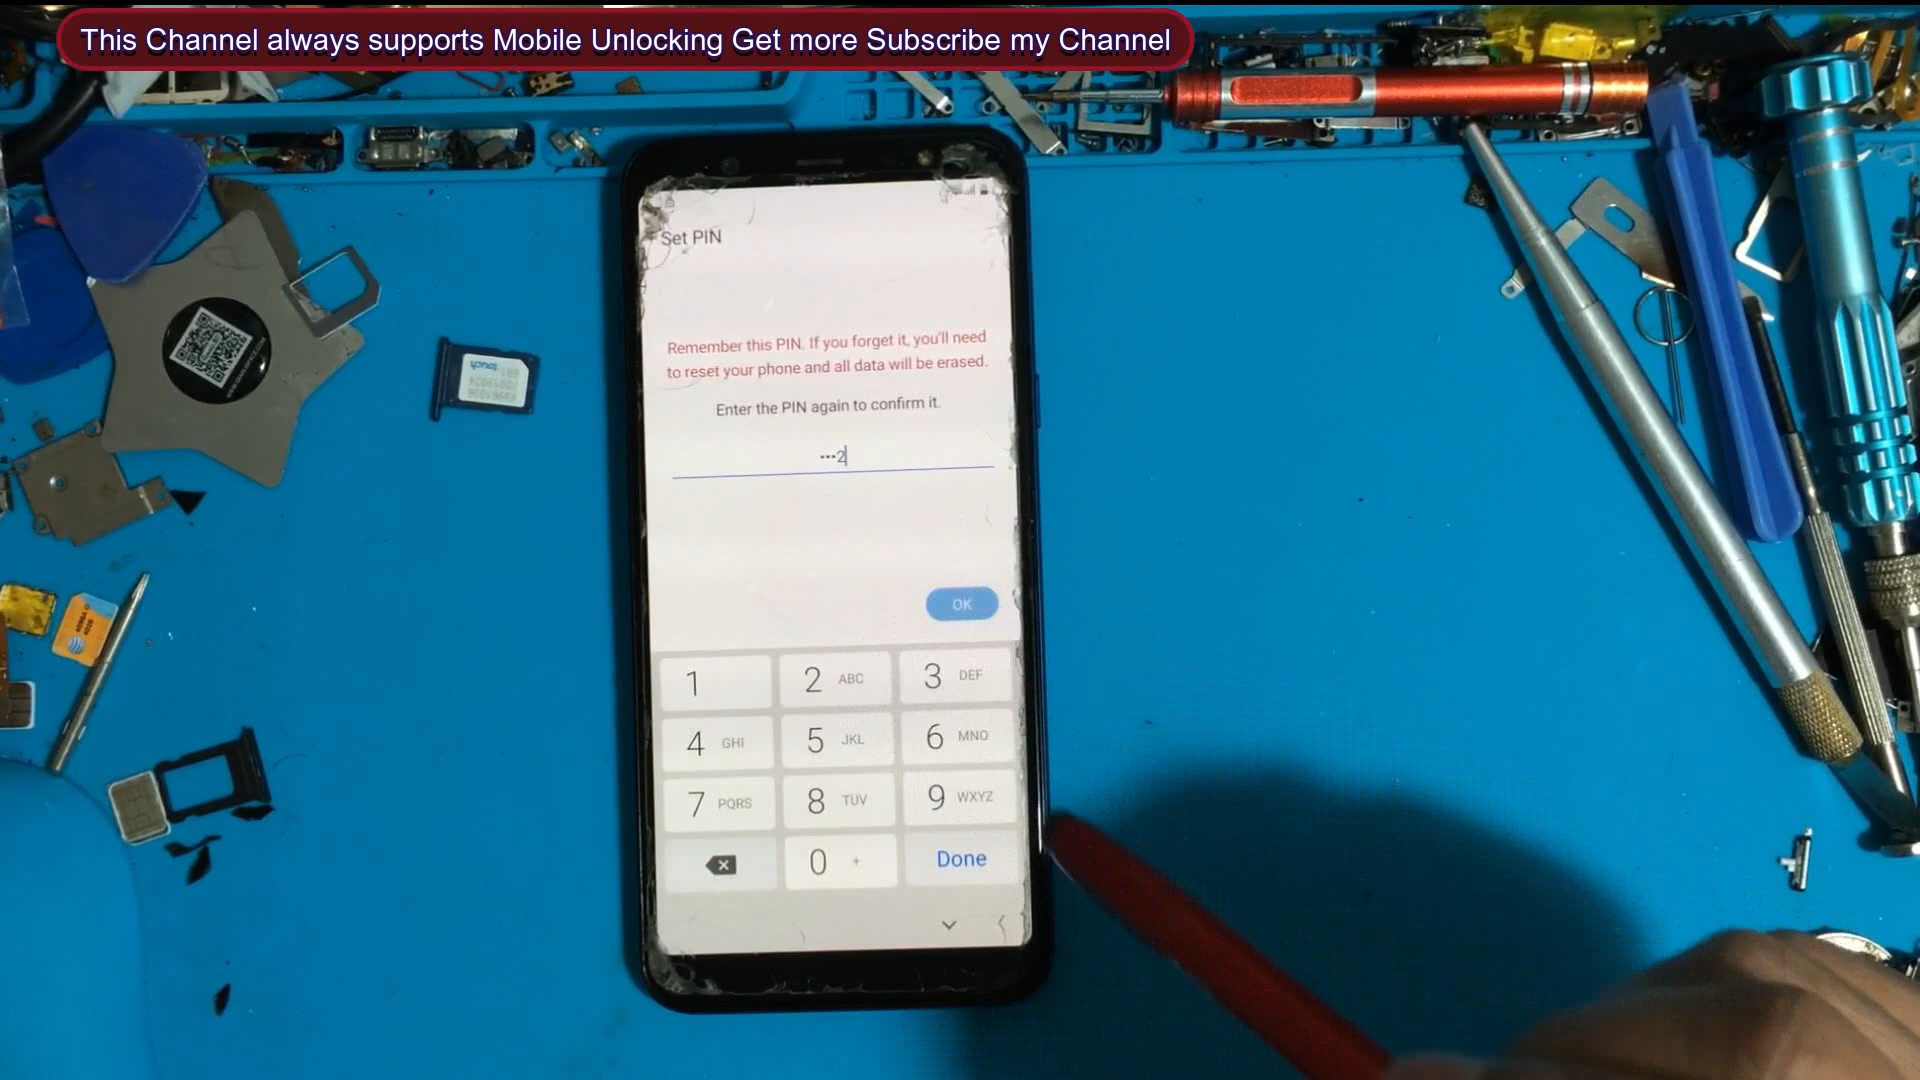 This Channel always supports Mobile Unlocking Get more Subscribe my Channel
Set PIN
Remember this PIN. If you forget it, you'll need
to reset your phone and all data will be erased.
Enter the PIN again to confirm it.
•••2
OK
1
2 ABC
3 DEF
4 GHI
5 JKL
6 MNO
7 PQRS
8 TUV
9 WXYZ
0 +
Done
touch